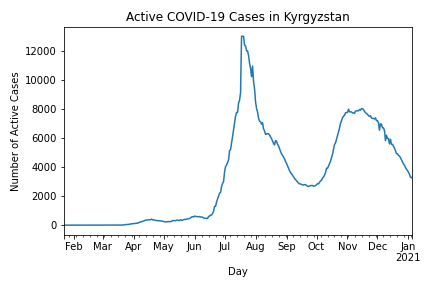 Active COVID-19 Cases in Kyrgyzstan
Number of Active Cases
12000
10000
8000
6000
4000
2000
0
Feb Mar Apr May Jun Jul Aug Sep Oct Nov Dec Jan
2021
Day